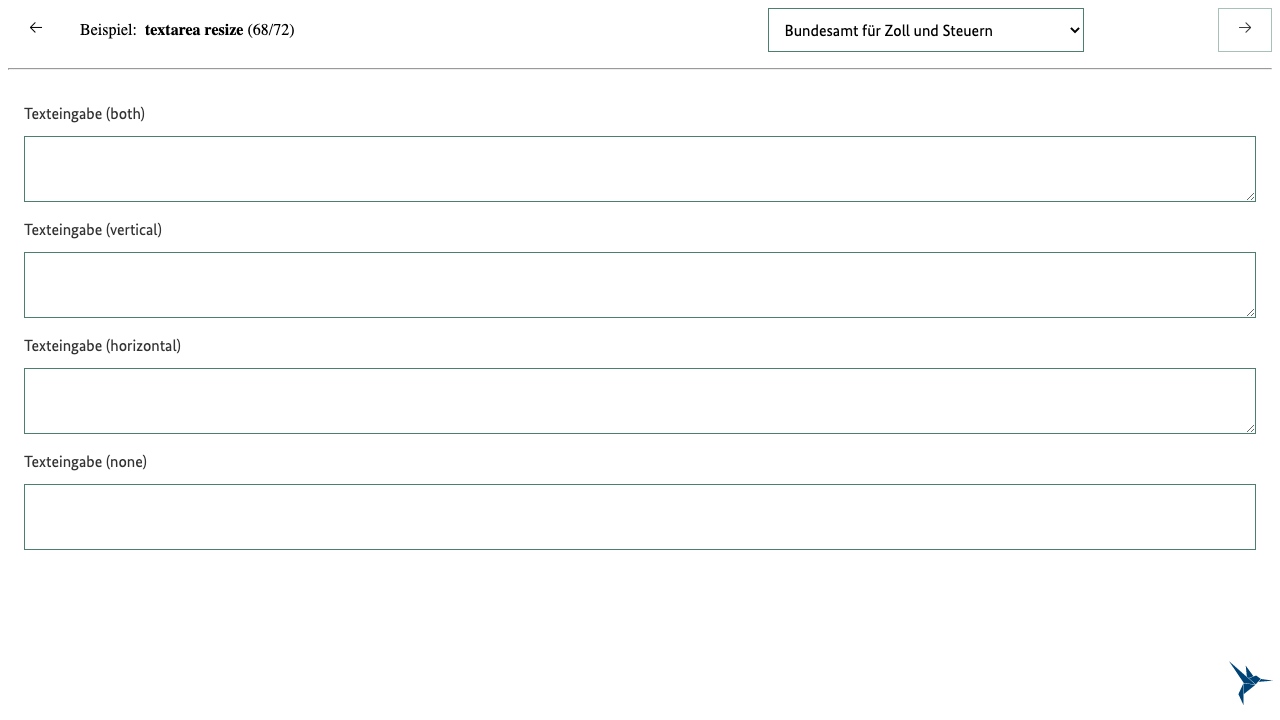 Beispiel: textarea resize (68/72)
Bundesamt für Zoll und Steuern
Texteingabe (both)
Texteingabe (vertical)
Texteingabe (horizontal)
Texteingabe (none)